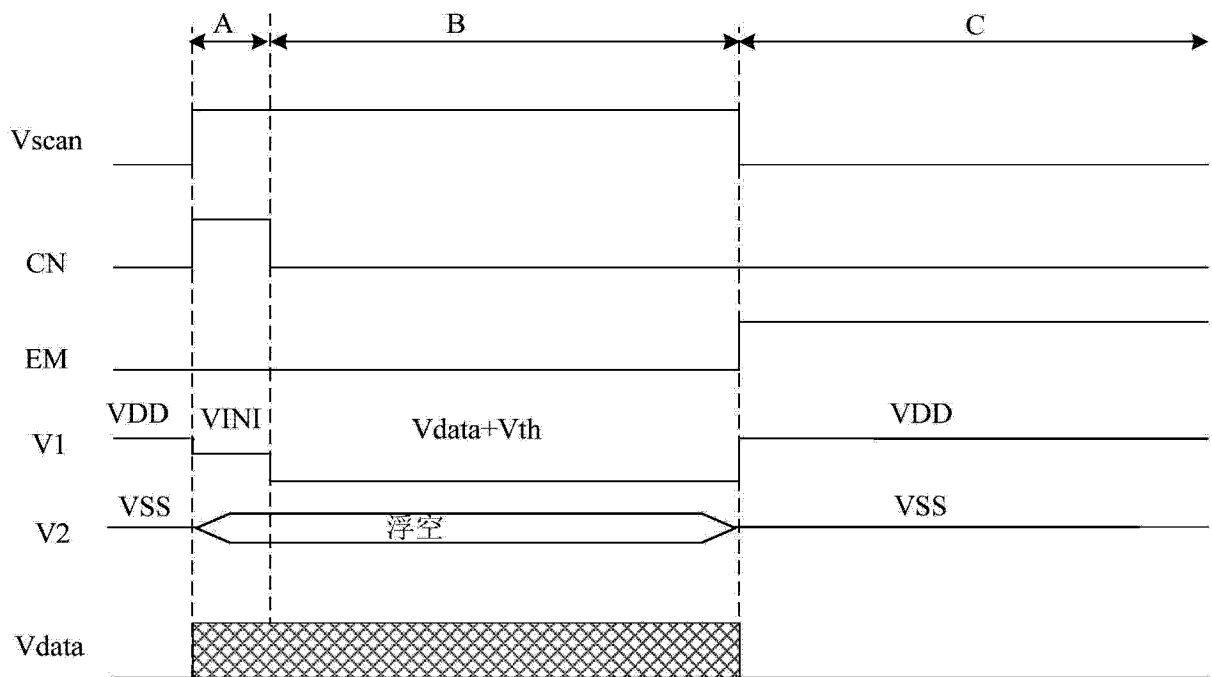 A B C
Vscan
CN
EM
VDD VINI Vdata+Vth VDD
V1
VSS 浮空 VSS
V2
Vdata